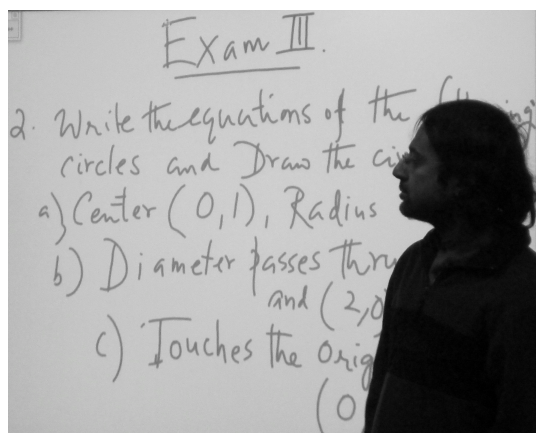 Exam III.
2. Write the equations of the
circles and Draw the
a) Center (0,1), Radius
b) Diameter passes thru
and (2,0
c) Touches the Orig
(0